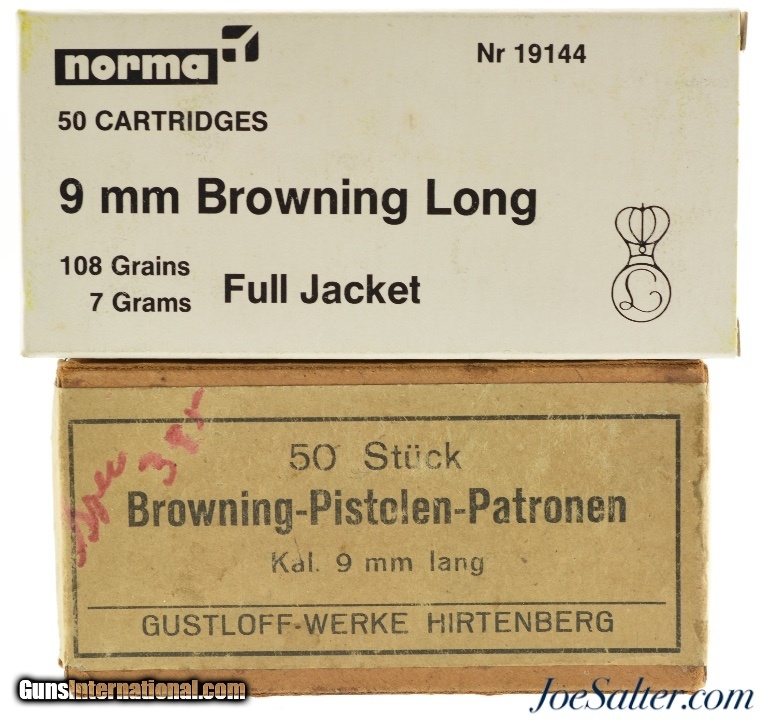 norma
Nr 19144
50 CARTRIDGES
9 mm Browning Long
108 Grains
7 Grams
Full Jacket
L
50 Stück
Browning-Pistolen-Patronen
Kal. 9 mm lang
GUSTLOFF-WERKE HIRTENBERG
GunsInternational.com
JoeSalter.com